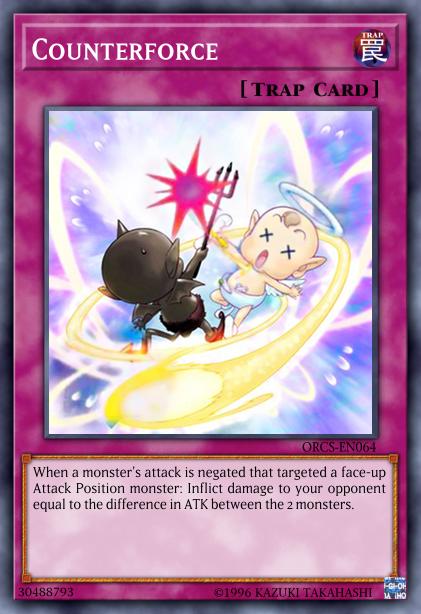 COUNTERFORCE
TRAP
罠
[TRAP CARD]
ORCS-EN064
When a monster's attack is negated that targeted a face-up
Attack Position monster: Inflict damage to your opponent
equal to the difference in ATK between the 2 monsters.
30488793
©1996 KAZUKI TAKAHASHI